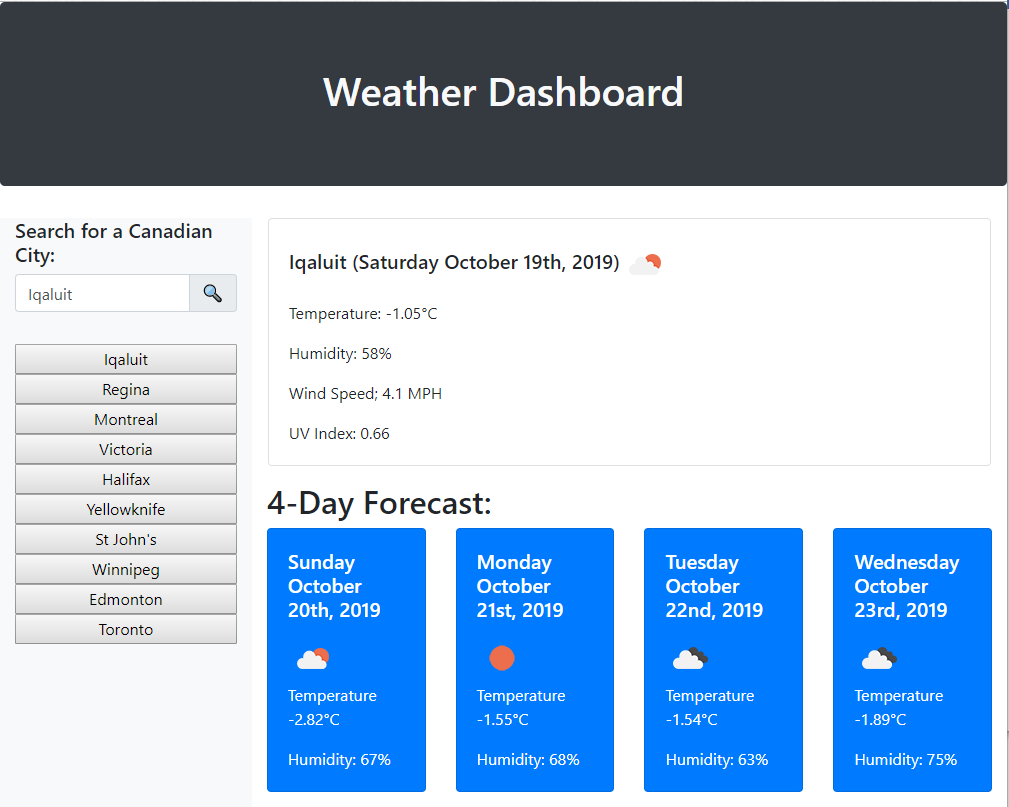 Weather Dashboard
Search for a Canadian
City:
Iqaluit
Iqaluit
Regina
Montreal
Victoria
Halifax
Yellowknife
St John's
Winnipeg
Edmonton
Toronto
Iqaluit (Saturday October 19th, 2019)
Temperature: -1.05°C
Humidity: 58%
Wind Speed; 4.1 MPH
UV Index: 0.66
4-Day Forecast:
Sunday
October
20th, 2019
Temperature
-2.82°C
Humidity: 67%
Monday
October
21st, 2019
Temperature
-1.55°C
Humidity: 68%
Tuesday
October
22nd, 2019
Temperature
-1.54°C
Humidity: 63%
Wednesday
October
23rd, 2019
Temperature
-1.89°C
Humidity: 75%